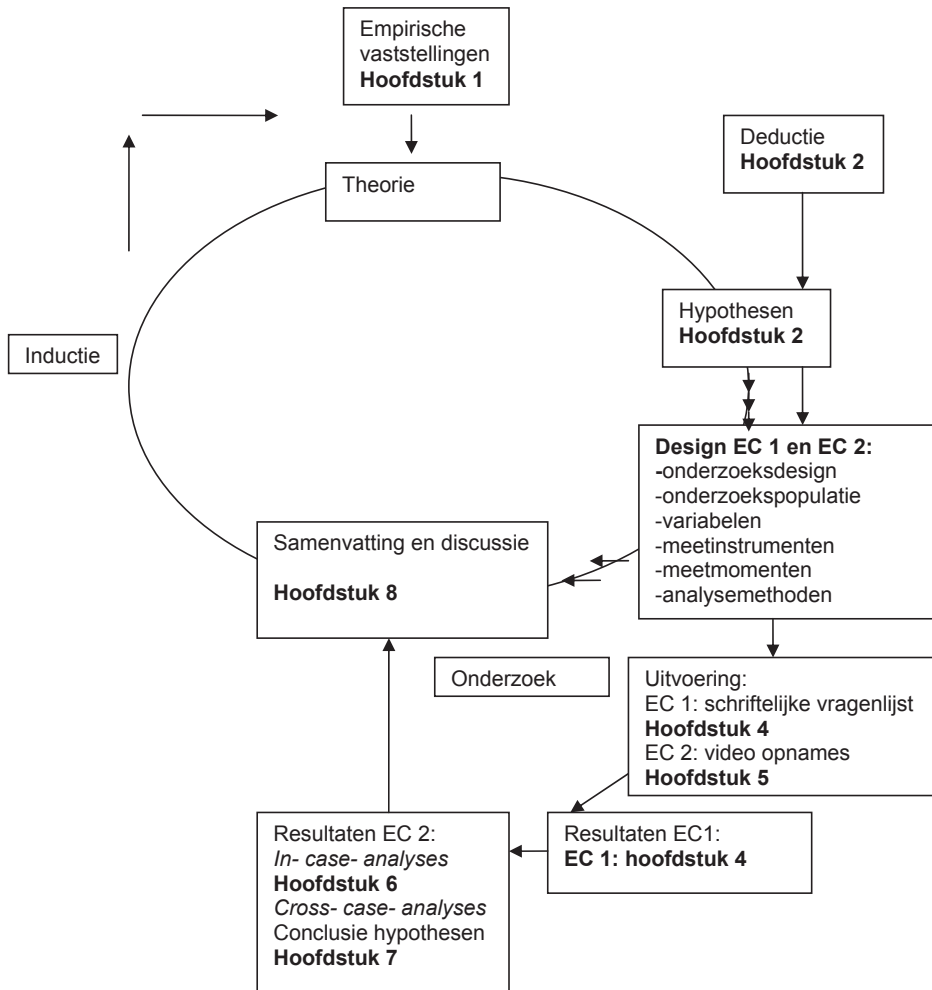 Empirische
vaststellingen
Hoofdstuk 1
Deductie
Hoofdstuk 2
Theorie
Hypothesen
Hoofdstuk 2
Inductie
Design EC 1 en EC 2:
-onderzoeksdesign
-onderzoekspopulatie
-variabelen
-meetinstrumenten
-meetmomenten
-analysemethoden
Samenvatting en discussie
Hoofdstuk 8
Onderzoek
Uitvoering:
EC 1: schriftelijke vragenlijst
Hoofdstuk 4
EC 2: video opnames
Hoofdstuk 5
Resultaten EC 2:
In- case- analyses
Hoofdstuk 6
Cross- case- analyses
Conclusie hypothesen
Hoofdstuk 7
Resultaten EC1:
EC 1: hoofdstuk 4